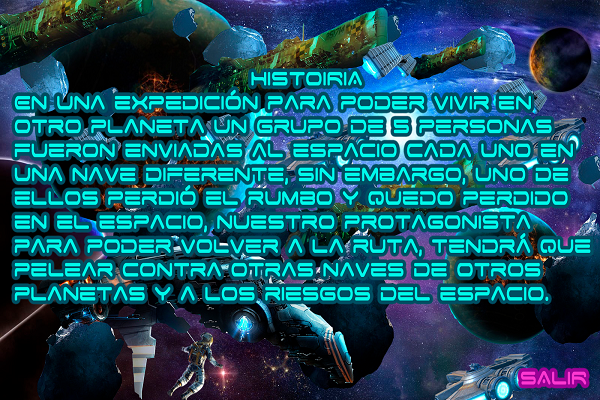 HISTOIRIA
EN UNA EXPEDICIÓN PARA PODER VIVIR EN
OTRO PLANETA UN GRUPO DE 5 PERSONAS
FUERON ENVIADAS AL ESPACIO CADA UNO EN
UNA NAVE DIFERENTE, SIN EMBARGO, UNO DE
ELLOS PERDIÓ EL RUMBO Y QUEDO PERDIDO
EN EL ESPACIO, NUESTRO PROTAGONISTA
PARA PODER VOLVER A LA RUTA, TENDRÁ QUE
PELEAR CONTRA OTRAS NAVES DE OTROS
PLANETAS Y A LOS RIESGOS DEL ESPACIO.
SALIR